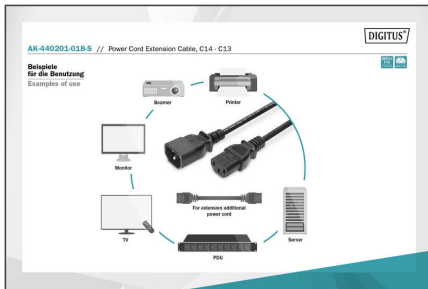 DIGITUS®
AK-440201-018-S // Power Cord Extension Cable, C14 - C13
Beispiele
für die Benutzung
Examples of use
Beamer
Printer
Monitor
For extension additional
power cord
TV
Server
PDU